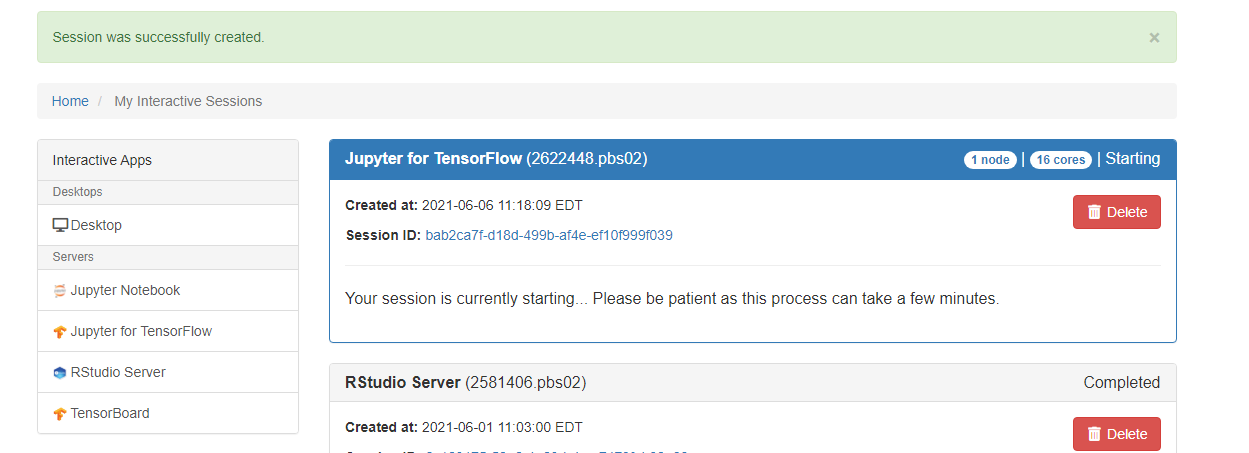 Session was successfully created. ×
Home / My Interactive Sessions
Interactive Apps
Desktops
Desktop
Servers
Jupyter Notebook
Jupyter for TensorFlow
RStudio Server
TensorBoard
Jupyter for TensorFlow (2622448.pbs02) 1 node | 16 cores | Starting
Created at: 2021-06-06 11:18:09 EDT
Delete
Session ID: bab2ca7f-d18d-499b-af4e-ef10f999f039
Your session is currently starting... Please be patient as this process can take a few minutes.
RStudio Server (2581406.pbs02) Completed
Created at: 2021-06-01 11:03:00 EDT
Delete